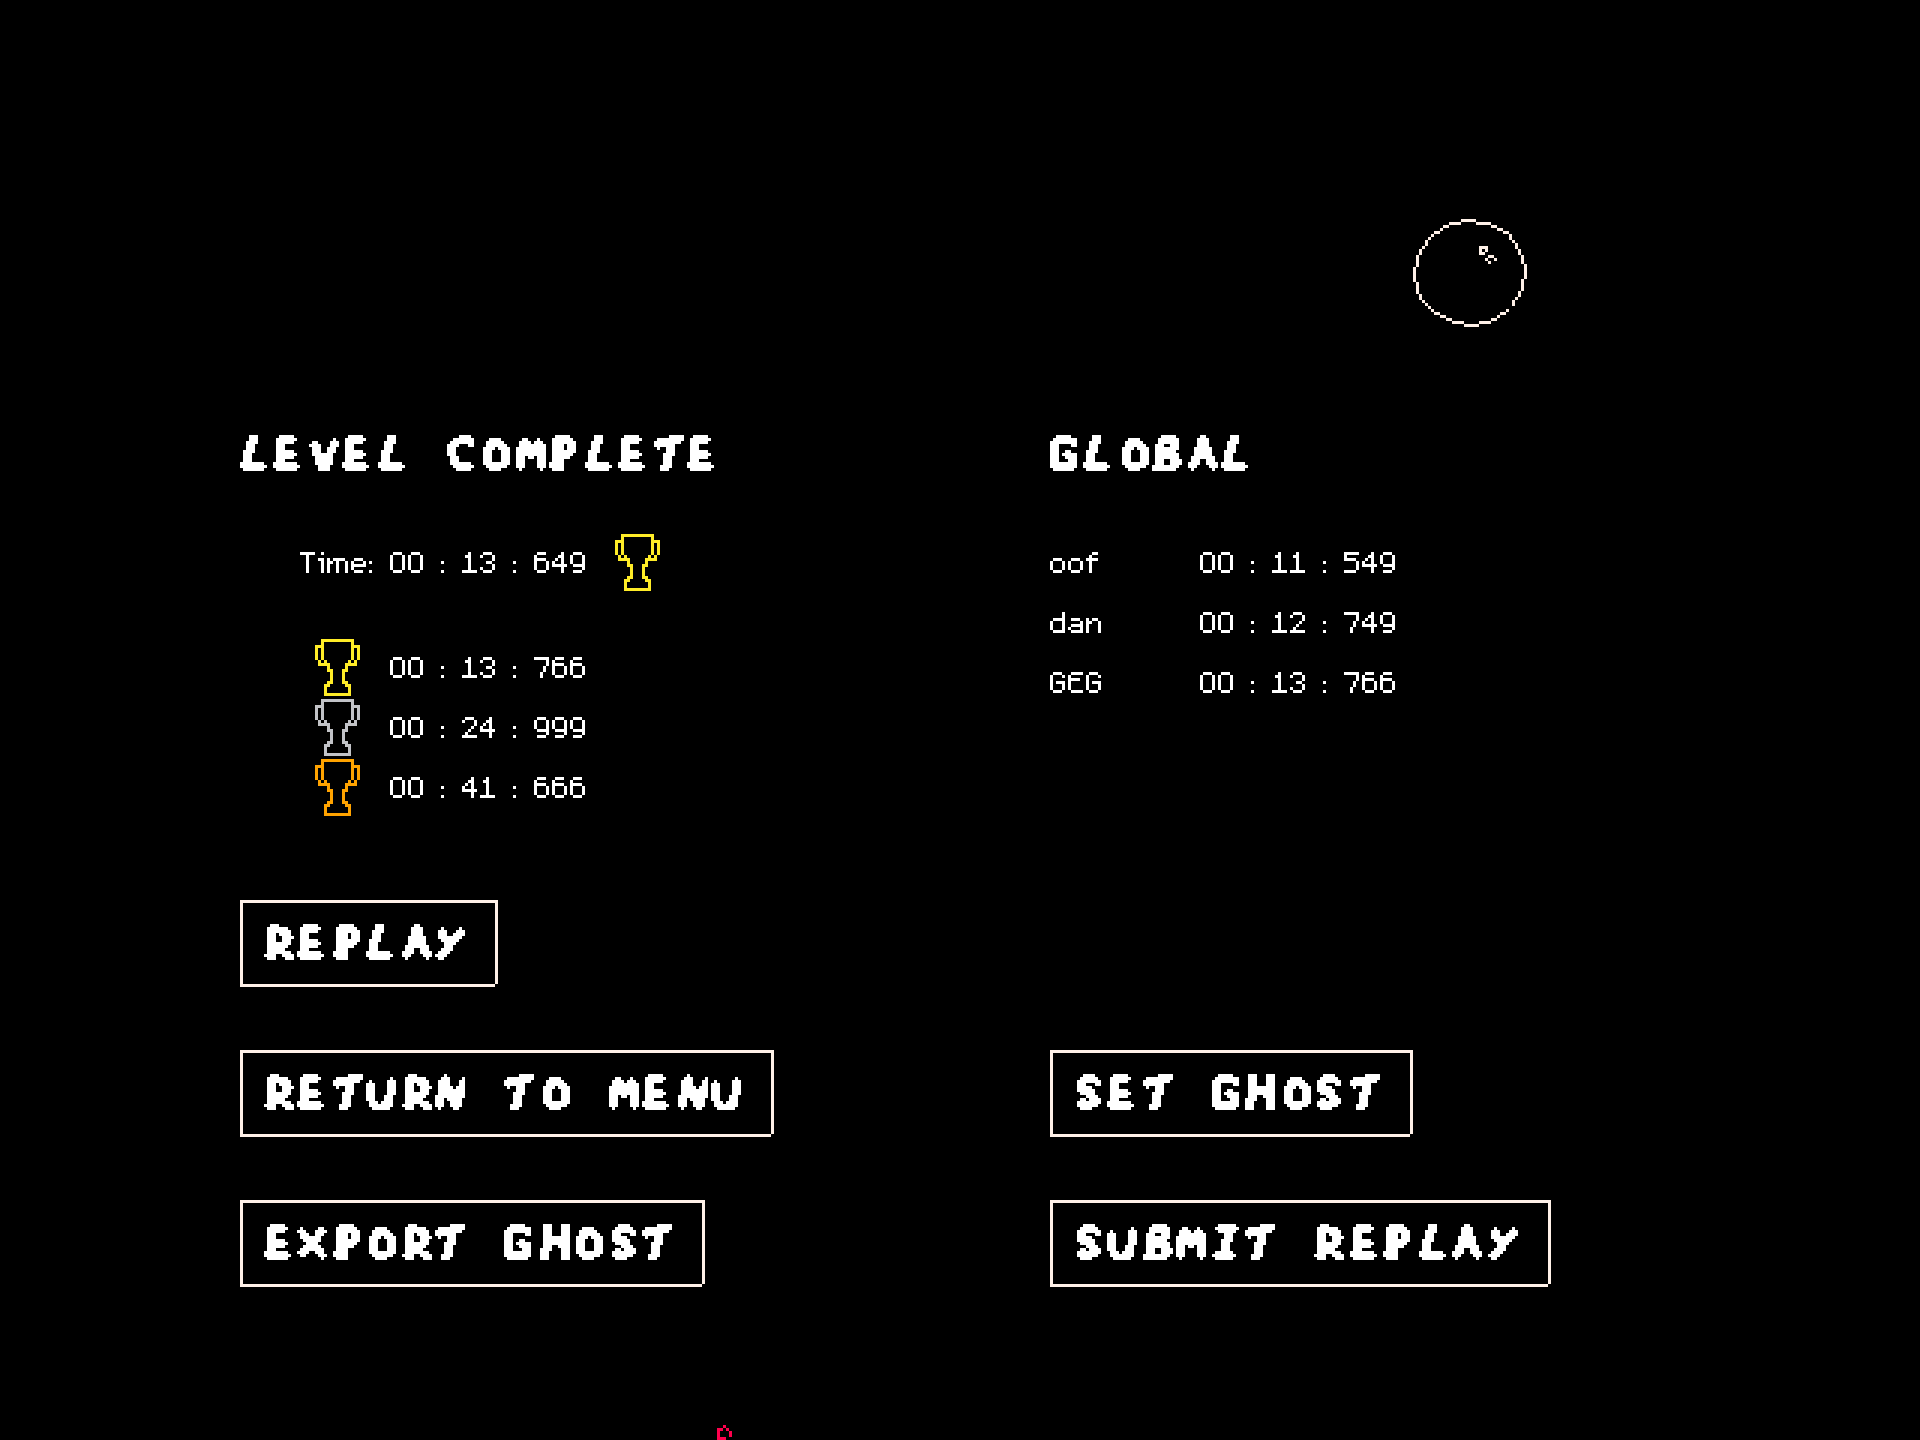 LEVEL COMPLETE
Time: 00 : 13 : 649
00 : 13 : 766
00 : 24 : 999
00 : 41 : 666
GLOBAL
oof 00 : 11 : 549
dan 00 : 12 : 749
GEG 00 : 13 : 766
REPLAY
RETURN TO MENU
SET GHOST
EXPORT GHOST
SUBMIT REPLAY